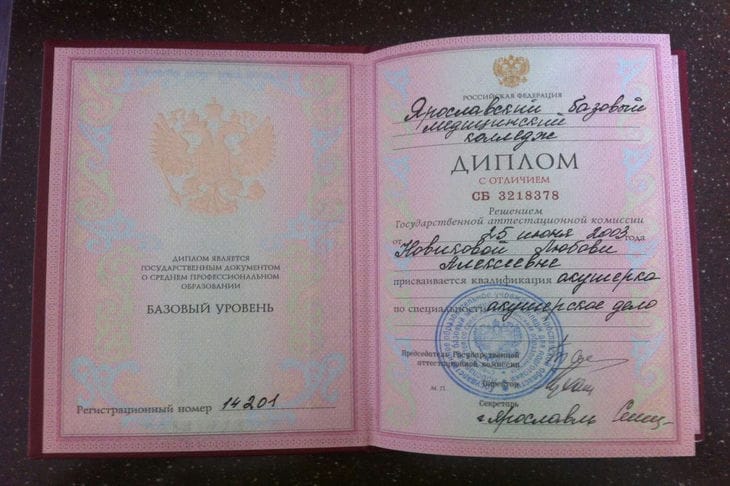 ДИПЛОМ ЯВЛЯЕТСЯ
ГОСУДАРСТВЕННЫМ ДОКУМЕНТОМ
О СРЕДНЕМ ПРОФЕССИОНАЛЬНОМ
ОБРАЗОВАНИИ
БАЗОВЫЙ УРОВЕНЬ
Регистрационный номер 14201
РОССИЙСКАЯ ФЕДЕРАЦИЯ
Ярославский базовый
медицинский
колледж
ДИПЛОМ
С ОТЛИЧИЕМ
СБ 3218378
Решением
Государственной аттестационной комиссии
от 25 июня 2003 года
Новиковой Любови
Алексеевне
присваивается квалификация акушерка
по специальности акушерское дело
Председатель Государственной
аттестационной комиссии
Директор
М. П.
Секретарь
г. Ярославль